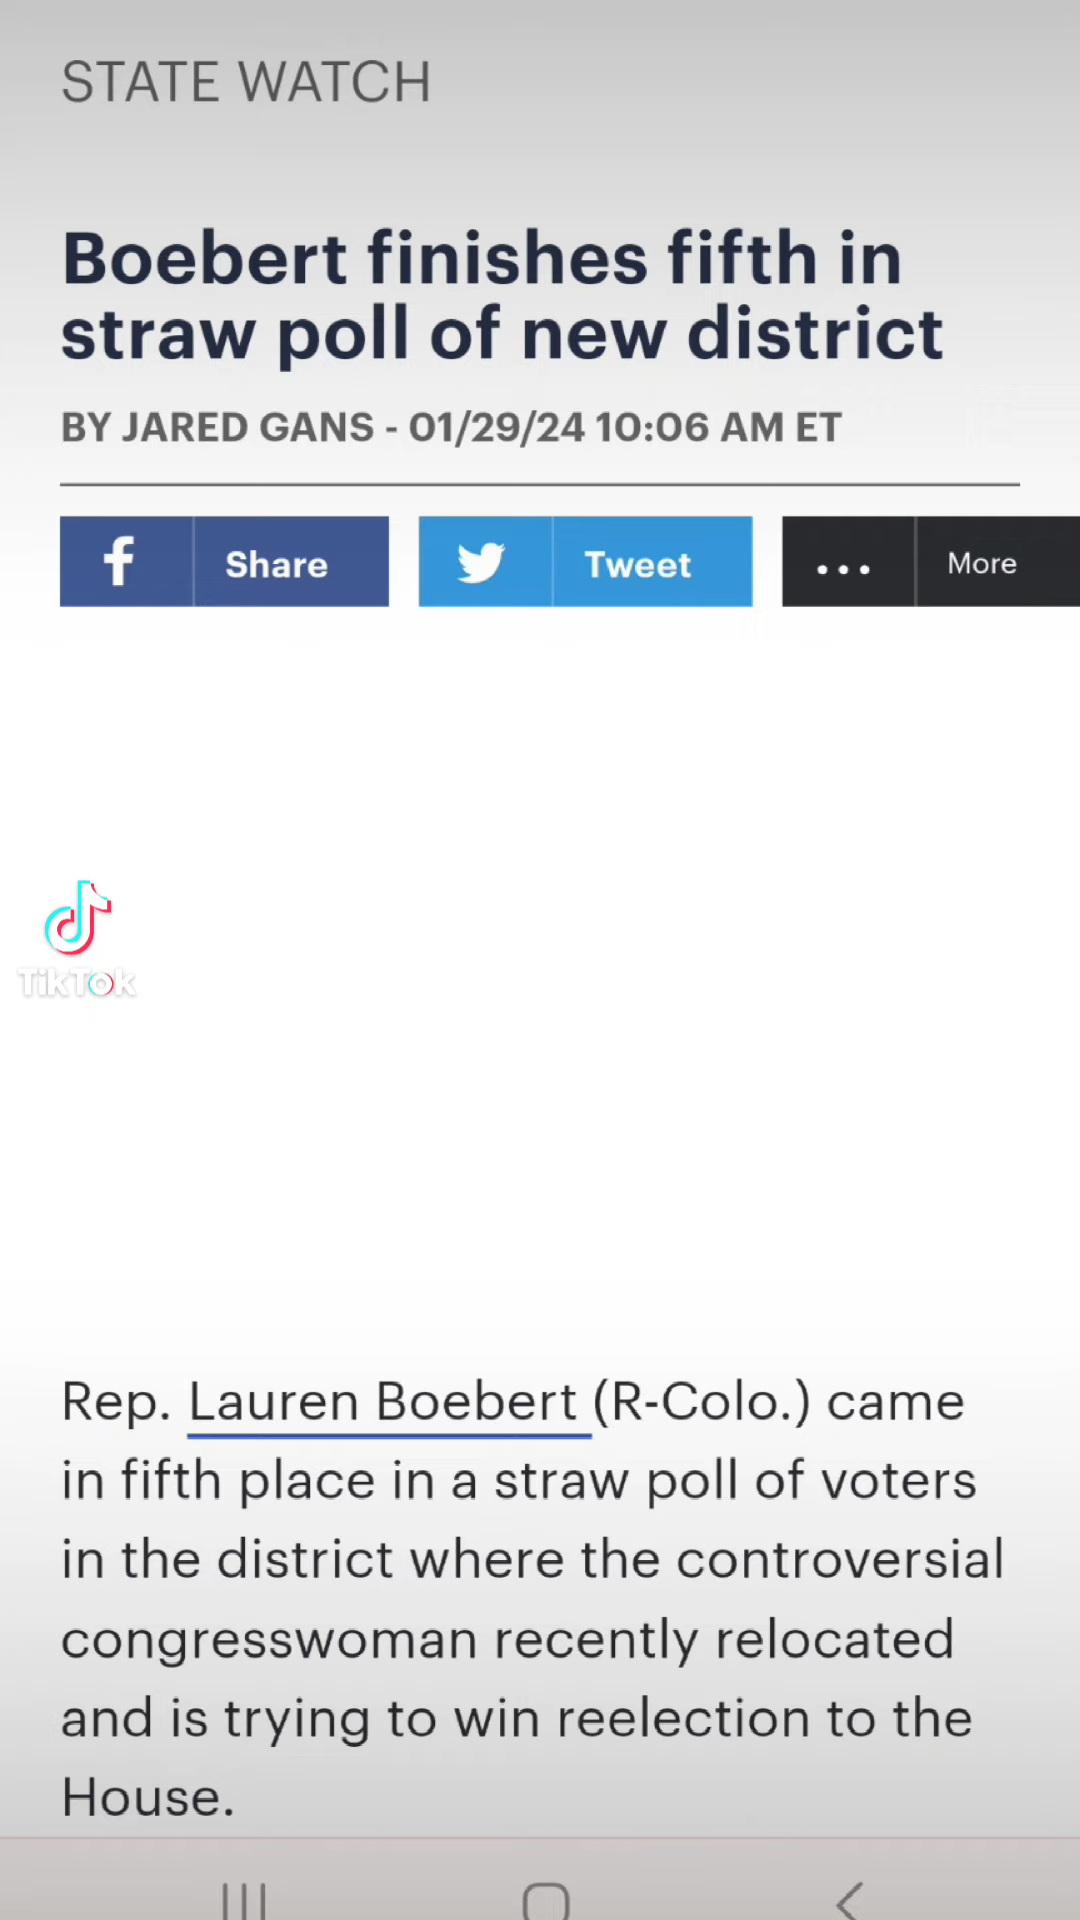 STATE WATCH
Boebert finishes fifth in
straw poll of new district
BY JARED GANS - 01/29/24 10:06 AM ET
Share
Tweet
More
TikTok
Rep. Lauren Boebert (R-Colo.) came
in fifth place in a straw poll of voters
in the district where the controversial
congresswoman recently relocated
and is trying to win reelection to the
House.